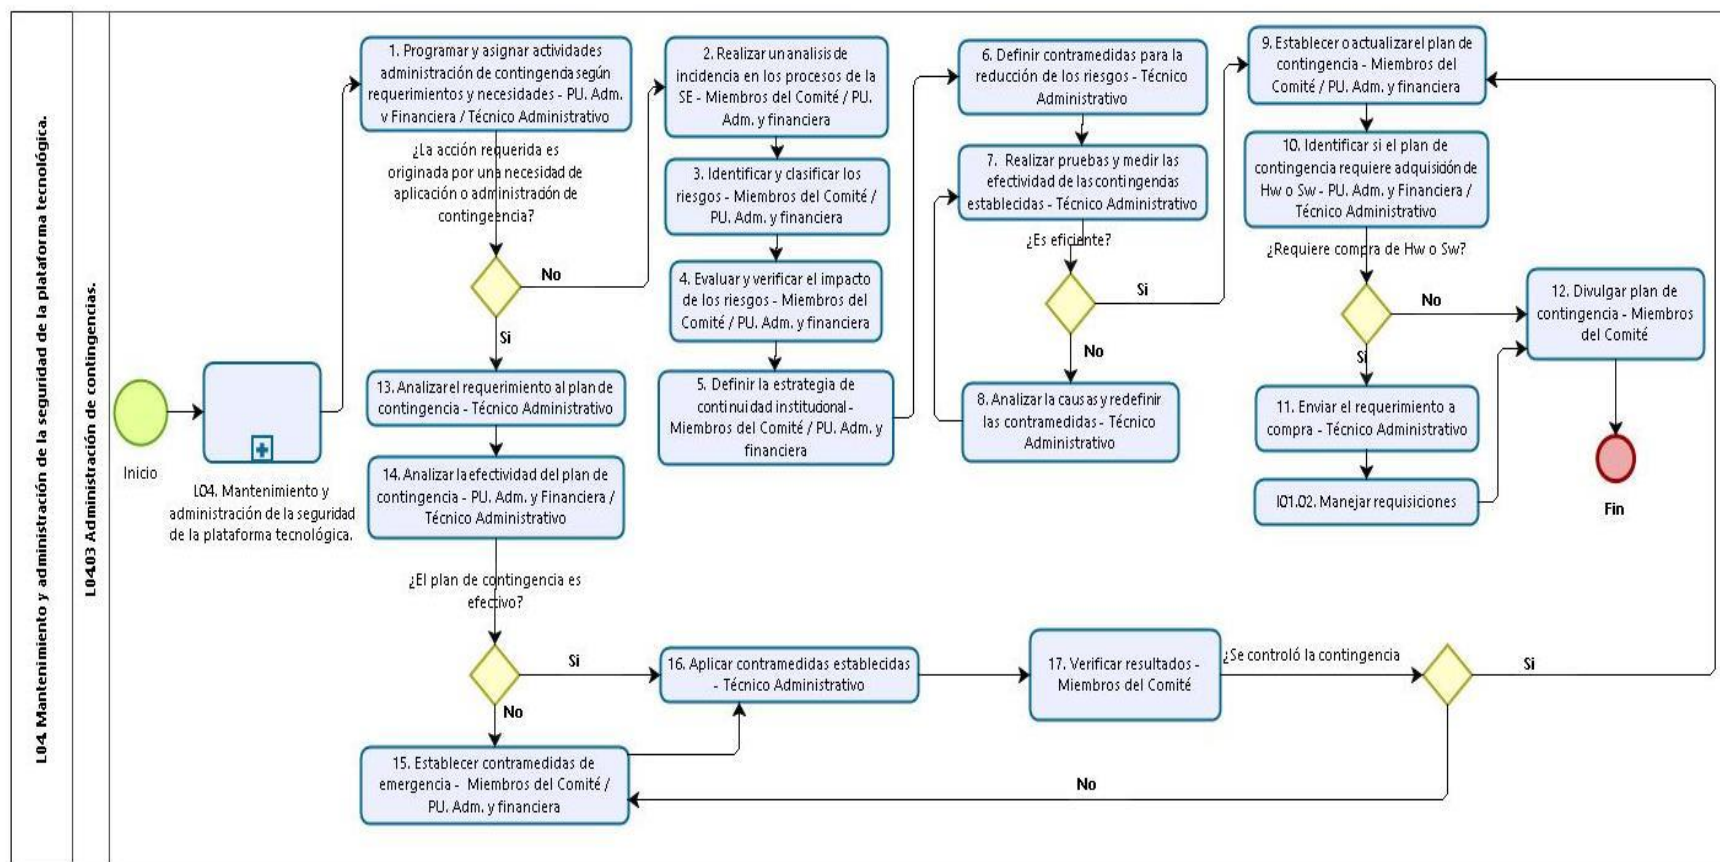 L04. Mantenimiento y administración de la seguridad de la plataforma tecnológica.
L04.03 Administración de contingencias.
Inicio
L04. Mantenimiento y
administración de la seguridad
de la plataforma tecnológica.
1. Programar y asignar actividades
administración de contingencia según
requerimientos y necesidades - PU. Adm.
y Financiera / Técnico Administrativo
¿La acción requerida es
originada por una necesidad de
aplicación o administración de
contingeencia?
No
Si
2. Realizar un analisis de
incidencia en los procesos de la
SE - Miembros del Comité / PU.
Adm. y financiera
3. Identificar y clasificar los
riesgos - Miembros del Comité /
PU. Adm. y financiera
4. Evaluar y verificar el impacto
de los riesgos - Miembros del
Comité / PU. Adm. y financiera
5. Definir la estrategia de
continuidad institucional -
Miembros del Comité / PU. Adm. y
financiera
6. Definir contramedidas para la
reducción de los riesgos - Técnico
Administrativo
7. Realizar pruebas y medir las
efectividad de las contingencias
establecidas - Técnico Administrativo
¿Es eficiente?
Si
No
8. Analizar la causas y redefinir
las contramedidas - Técnico
Administrativo
9. Establecer o actualizar el plan de
contingencia - Miembros del
Comité / PU. Adm. y financiera
10. Identificar si el plan de
contingencia requiere adquisición de
Hw o Sw - PU. Adm. y Financiera /
Técnico Administrativo
¿Requiere compra de Hw o Sw?
No
Si
11. Enviar el requerimiento a
compra - Técnico Administrativo
I01.02. Manejar requisiciones
12. Divulgar plan de
contingencia - Miembros
del Comité
Fin
13. Analizar el requerimiento al plan de
contingencia - Técnico Administrativo
14. Analizar la efectividad del plan de
contingencia - PU. Adm. y Financiera /
Técnico Administrativo
¿El plan de contingencia es
efectivo?
Si
No
15. Establecer contramedidas de
emergencia - Miembros del Comité /
PU. Adm. y financiera
16. Aplicar contramedidas establecidas
- Técnico Administrativo
17. Verificar resultados -
Miembros del Comité
¿Se controló la contingencia
Si
No